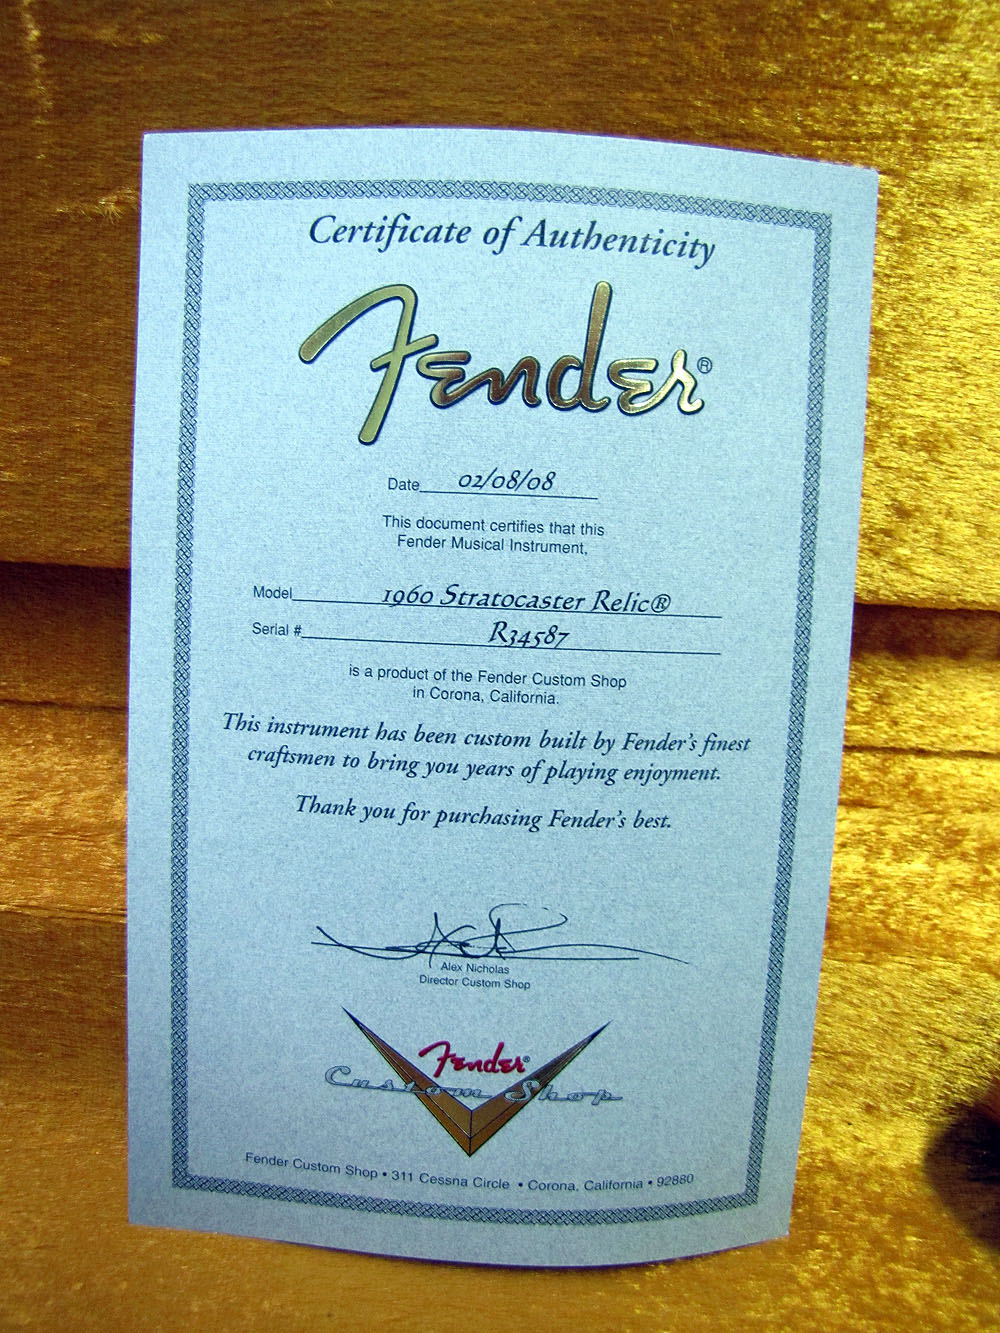 Certificate of Authenticity
Fender®
Date 02/08/08
This document certifies that this
Fender Musical Instrument,
Model 1960 Stratocaster Relic®
Serial # R34587
is a product of the Fender Custom Shop
in Corona, California.
This instrument has been custom built by Fender's finest
craftsmen to bring you years of playing enjoyment.
Thank you for purchasing Fender's best.
Alex Nicholas
Director Custom Shop
Fender®
Custom Shop
Fender Custom Shop • 311 Cessna Circle • Corona, California • 92880